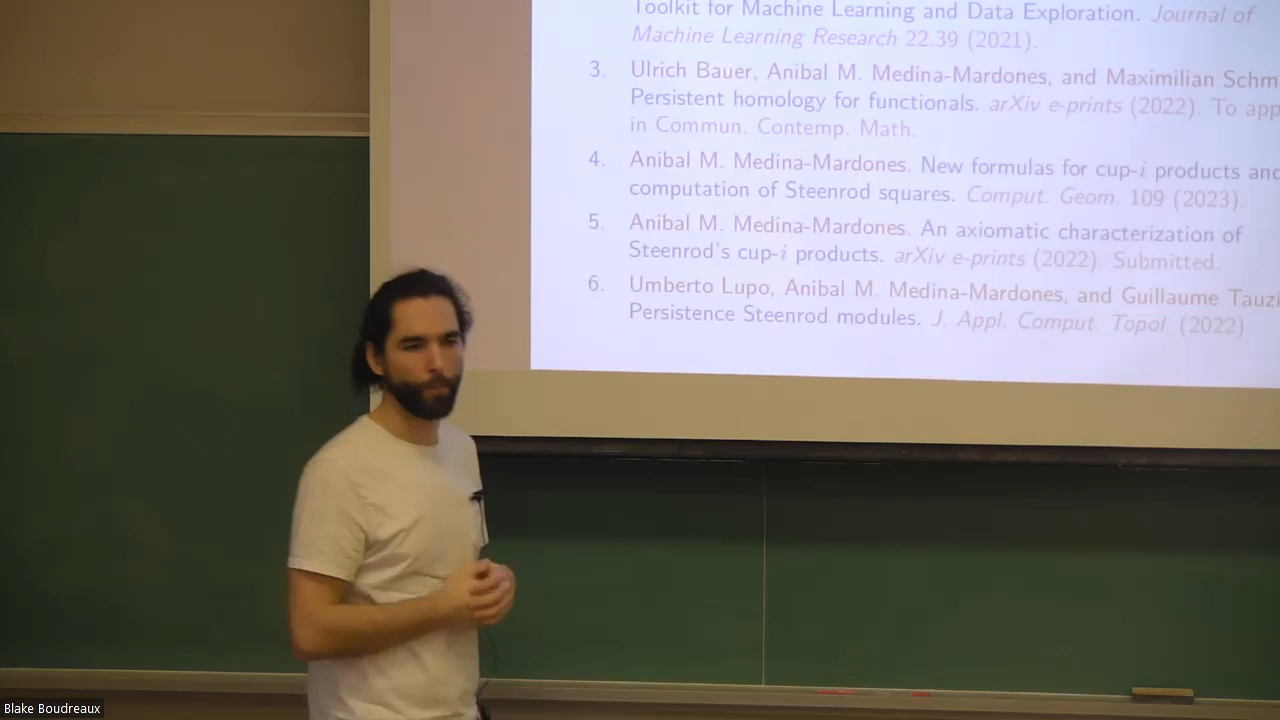 Toolkit for Machine Learning and Data Exploration. Journal of
Machine Learning Research 22.39 (2021).
3. Ulrich Bauer, Anibal M. Medina-Mardones, and Maximilian Schm
Persistent homology for functionals. arXiv e-prints (2022). To app
in Commun. Contemp. Math.
4. Anibal M. Medina-Mardones. New formulas for cup-i products and
computation of Steenrod squares. Comput. Geom. 109 (2023).
5. Anibal M. Medina-Mardones. An axiomatic characterization of
Steenrod's cup-i products. arXiv e-prints (2022). Submitted.
6. Umberto Lupo, Anibal M. Medina-Mardones, and Guillaume Tauzi
Persistence Steenrod modules. J. Appl. Comput. Topol. (2022).
Blake Boudreaux